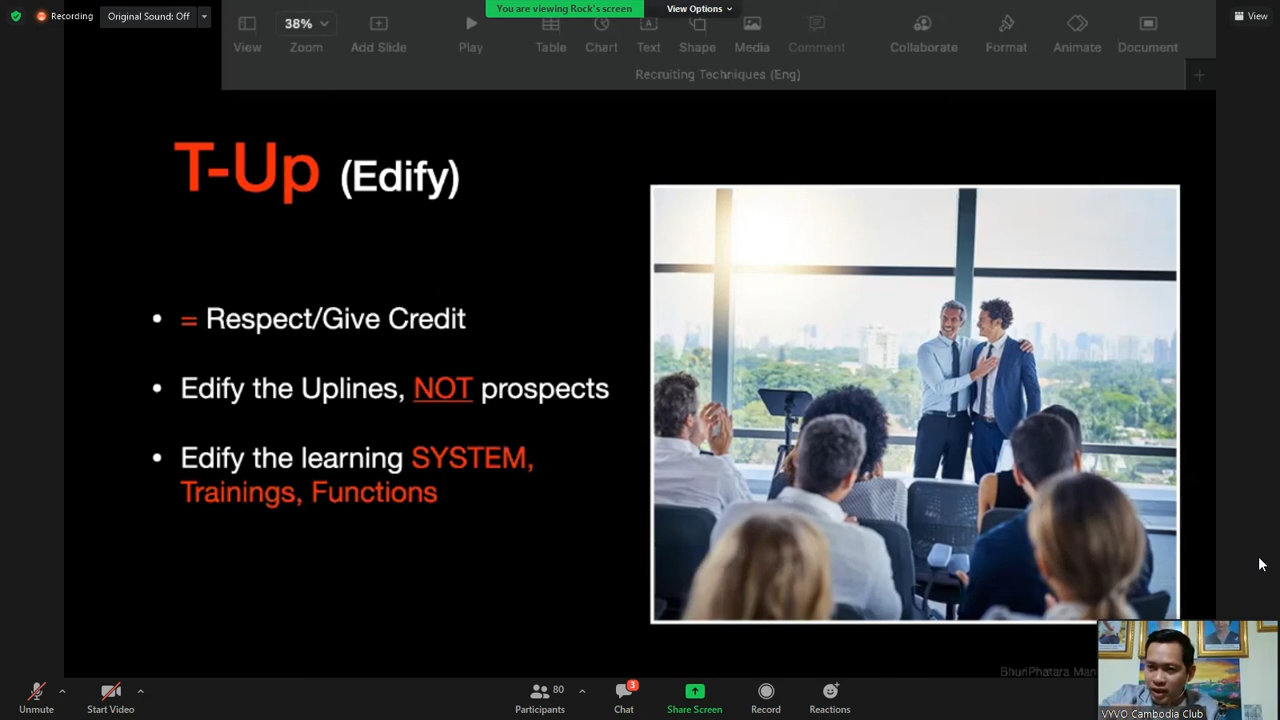 Recording
Original Sound: Off
You are viewing Rock's screen
View Options
View
38%
View
Zoom
Add Slide
Play
Table
Chart
Text
Shape
Media
Comment
Collaborate
Format
Animate
Document
Recruiting Techniques (Eng)
T-Up (Edify)
• = Respect/Give Credit
• Edify the Uplines, NOT prospects
• Edify the learning SYSTEM,
Trainings, Functions
BhuriPhatara Man
VYVO Cambodia Club
Unmute
Start Video
80
Participants
3
Chat
Share Screen
Record
Reactions